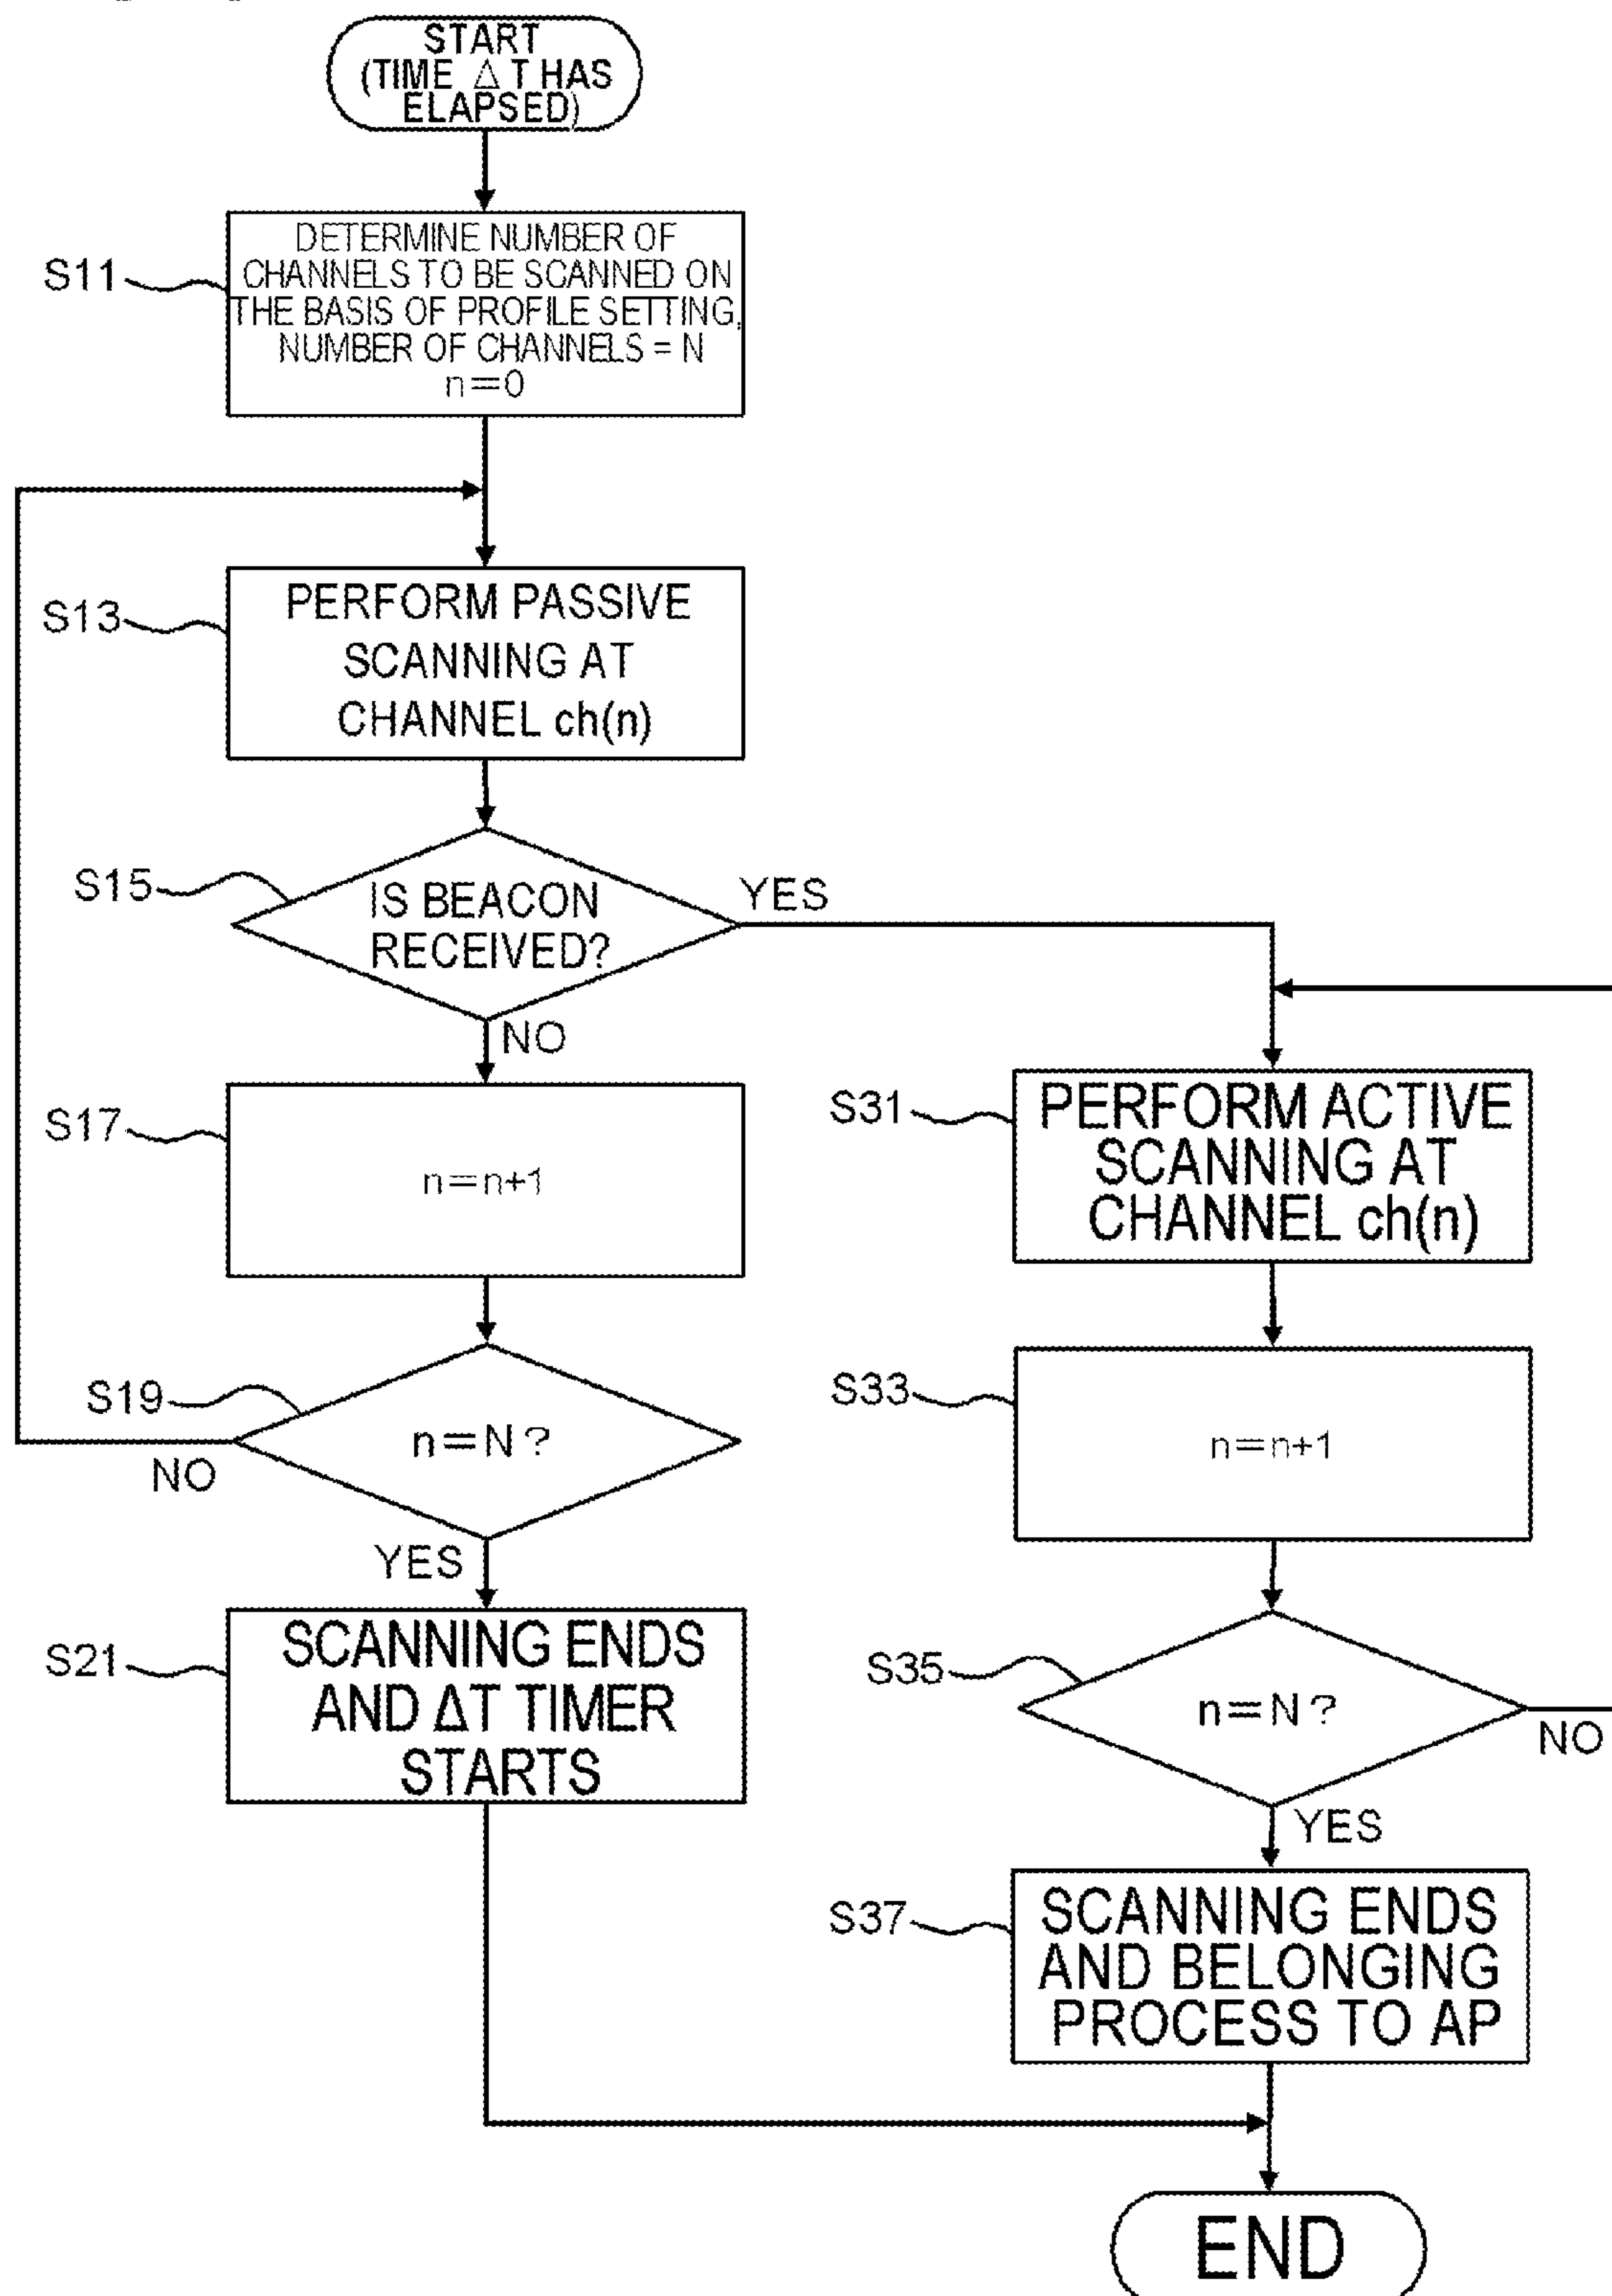 START
(TIME △T HAS
ELAPSED)
S11
DETERMINE NUMBER OF
CHANNELS TO BE SCANNED ON
THE BASIS OF PROFILE SETTING.
NUMBER OF CHANNELS = N
n=0
S13
PERFORM PASSIVE
SCANNING AT
CHANNEL ch(n)
S15
IS BEACON
RECEIVED?
YES
NO
S17
n=n+1
S19
n=N?
NO
YES
S21
SCANNING ENDS
AND ΔT TIMER
STARTS
S31
PERFORM ACTIVE
SCANNING AT
CHANNEL ch(n)
S33
n=n+1
S35
n=N?
NO
YES
S37
SCANNING ENDS
AND BELONGING
PROCESS TO AP
END